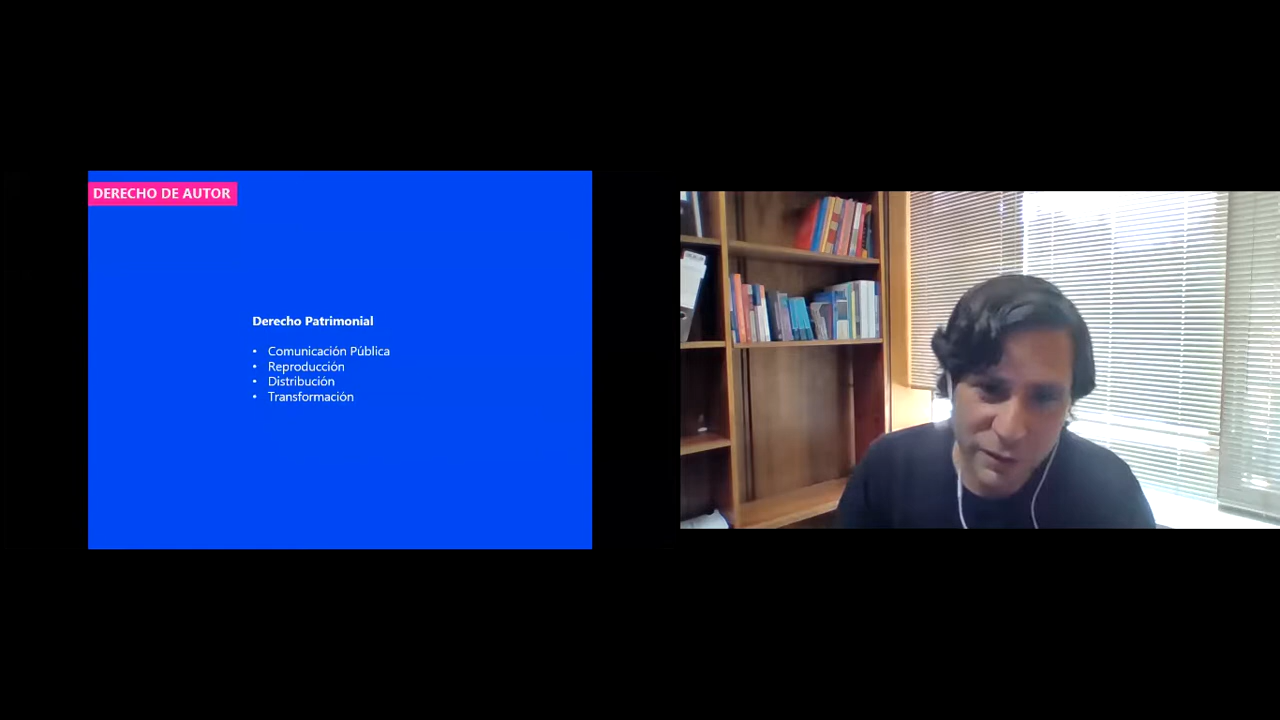 DERECHO DE AUTOR
Derecho Patrimonial
• Comunicación Pública
• Reproducción
• Distribución
• Transformación